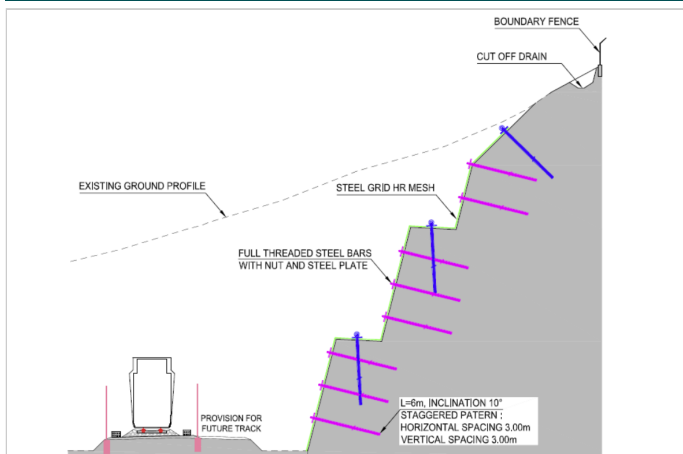 BOUNDARY FENCE
CUT OFF DRAIN
EXISTING GROUND PROFILE
STEEL GRID HR MESH
FULL THREADED STEEL BARS
WITH NUT AND STEEL PLATE
PROVISION FOR
FUTURE TRACK
L=6m, INCLINATION 10°
STAGGERED PATERN :
HORIZONTAL SPACING 3.00m
VERTICAL SPACING 3.00m